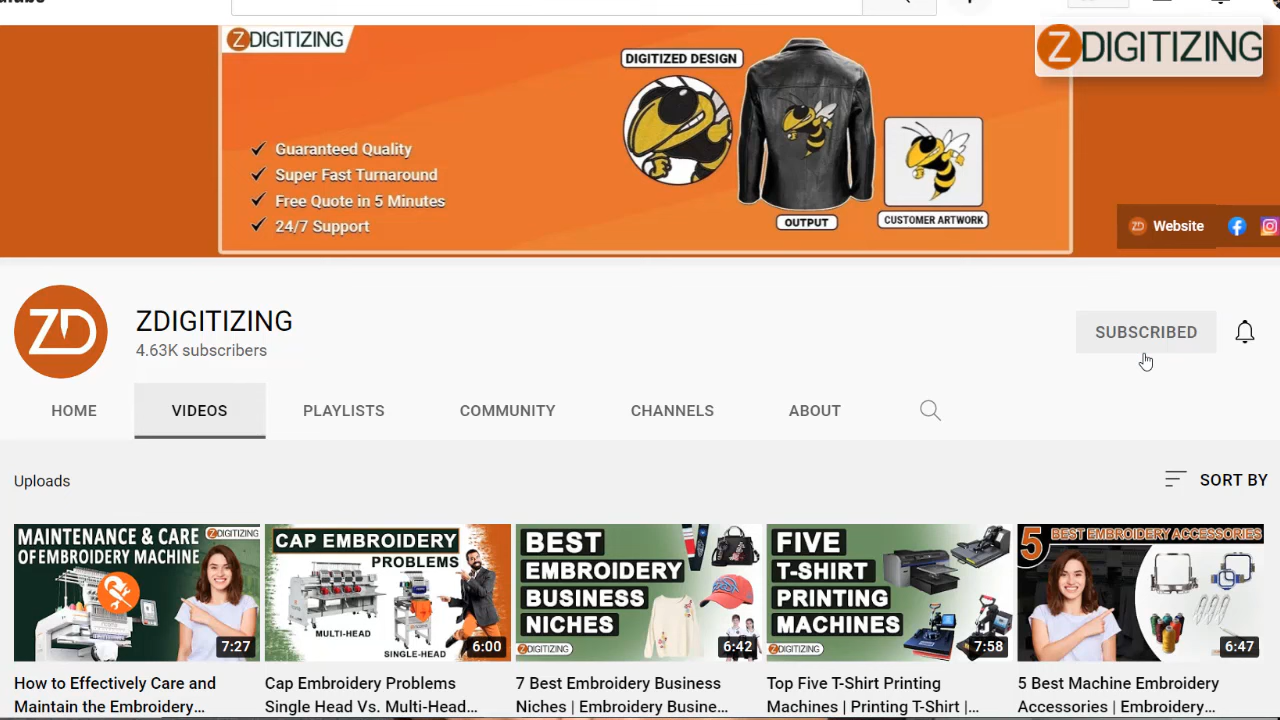 ZDIGITIZING
DIGITIZED DESIGN
ZDIGITIZING
Guaranteed Quality
Super Fast Turnaround
Free Quote in 5 Minutes
24/7 Support
OUTPUT
CUSTOMER ARTWORK
ZD Website
ZD
ZDIGITIZING
4.63K subscribers
SUBSCRIBED
HOME
VIDEOS
PLAYLISTS
COMMUNITY
CHANNELS
ABOUT
Uploads
SORT BY
MAINTENANCE & CARE
OF EMBROIDERY MACHINE
ZDIGITIZING
7:27
CAP EMBROIDERY
PROBLEMS
MULTI-HEAD
SINGLE-HEAD
6:00
BEST
EMBROIDERY
BUSINESS
NICHES
ZDIGITIZING
6:42
FIVE
T-SHIRT
PRINTING
MACHINES
ZDIGITIZING
7:58
5 BEST EMBROIDERY ACCESSORIES
6:47
How to Effectively Care and
Maintain the Embroidery...
Cap Embroidery Problems
Single Head Vs. Multi-Head...
7 Best Embroidery Business
Niches | Embroidery Busine...
Top Five T-Shirt Printing
Machines | Printing T-Shirt |...
5 Best Machine Embroidery
Accessories | Embroidery...